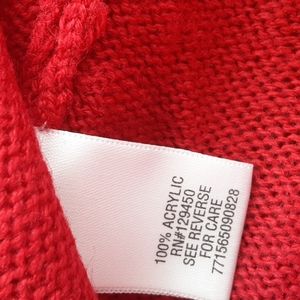 100% ACRYLIC
RN#129450
SEE REVERSE
FOR CARE
771565090828